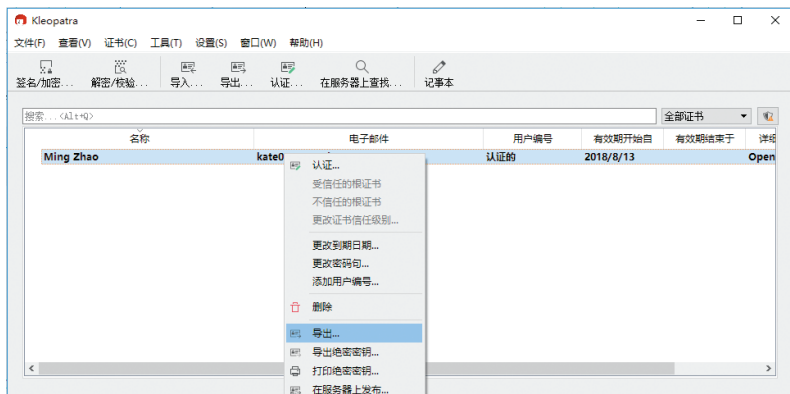 Kleopatra
文件(F) 查看(V) 证书(C) 工具(T) 设置(S) 窗口(W) 帮助(H)
签名/加密... 解密/校验... 导入... 导出... 认证... 在服务器上查找... 记事本
搜索...<Alt+Q> 全部证书
名称 电子邮件 用户编号 有效期开始自 有效期结束于 详细
Ming Zhao kate0 认证的 2018/8/13 Open
认证...
受信任的根证书
不信任的根证书
更改证书信任级别...
更改到期日期...
更改密码句...
添加用户编号...
删除
导出...
导出绝密密钥...
打印绝密密钥...
在服务器上发布...